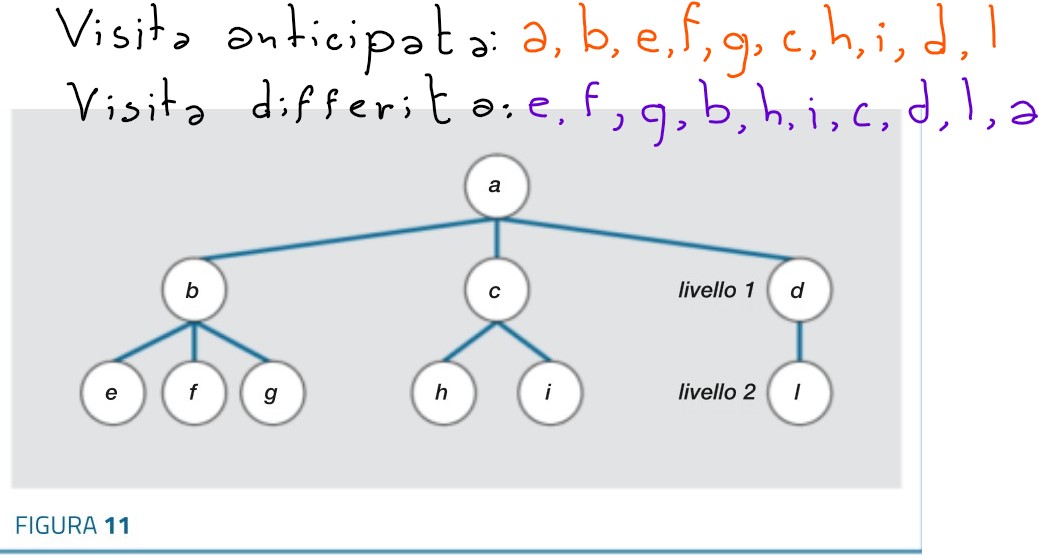 Visita anticipata: a, b, e, f, g, c, h, i, d, l
Visita differita: e, f, g, b, h, i, c, d, l, a
a
b c livello 1 d
e f g h i livello 2 l
FIGURA 11